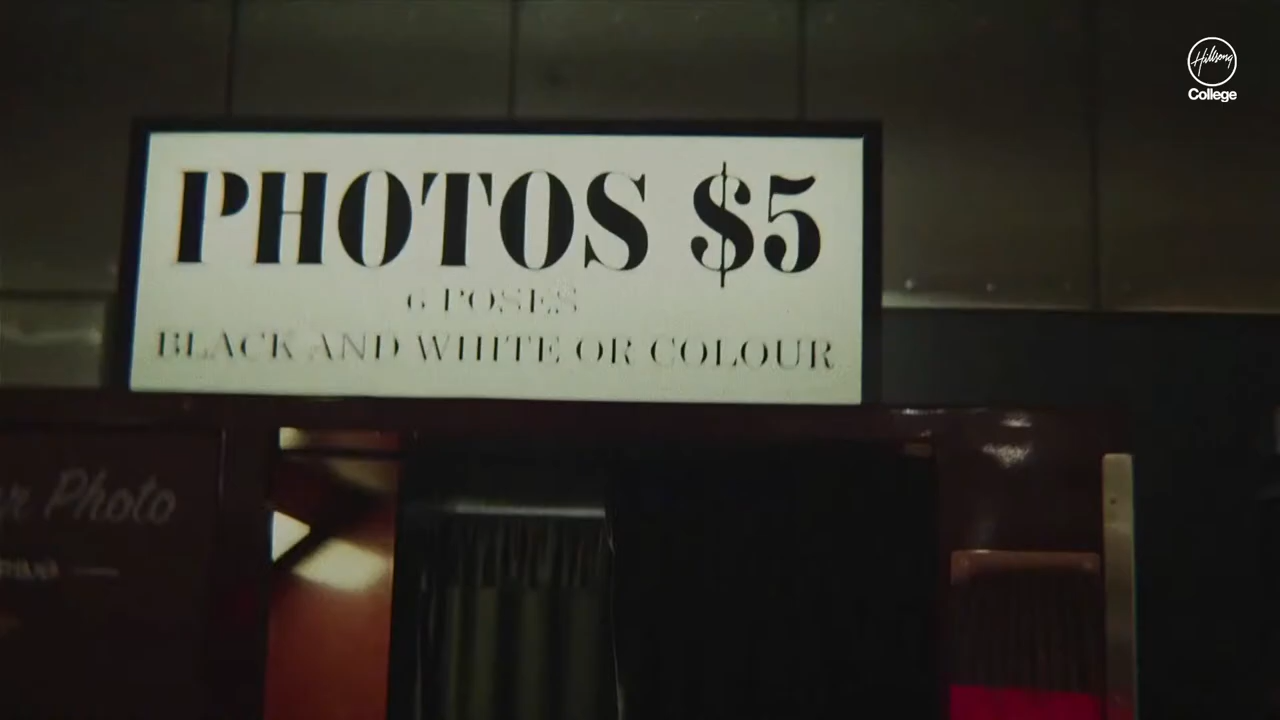 Hillsong
College
PHOTOS $5
6 POSES
BLACK AND WHITE OR COLOUR
Photo